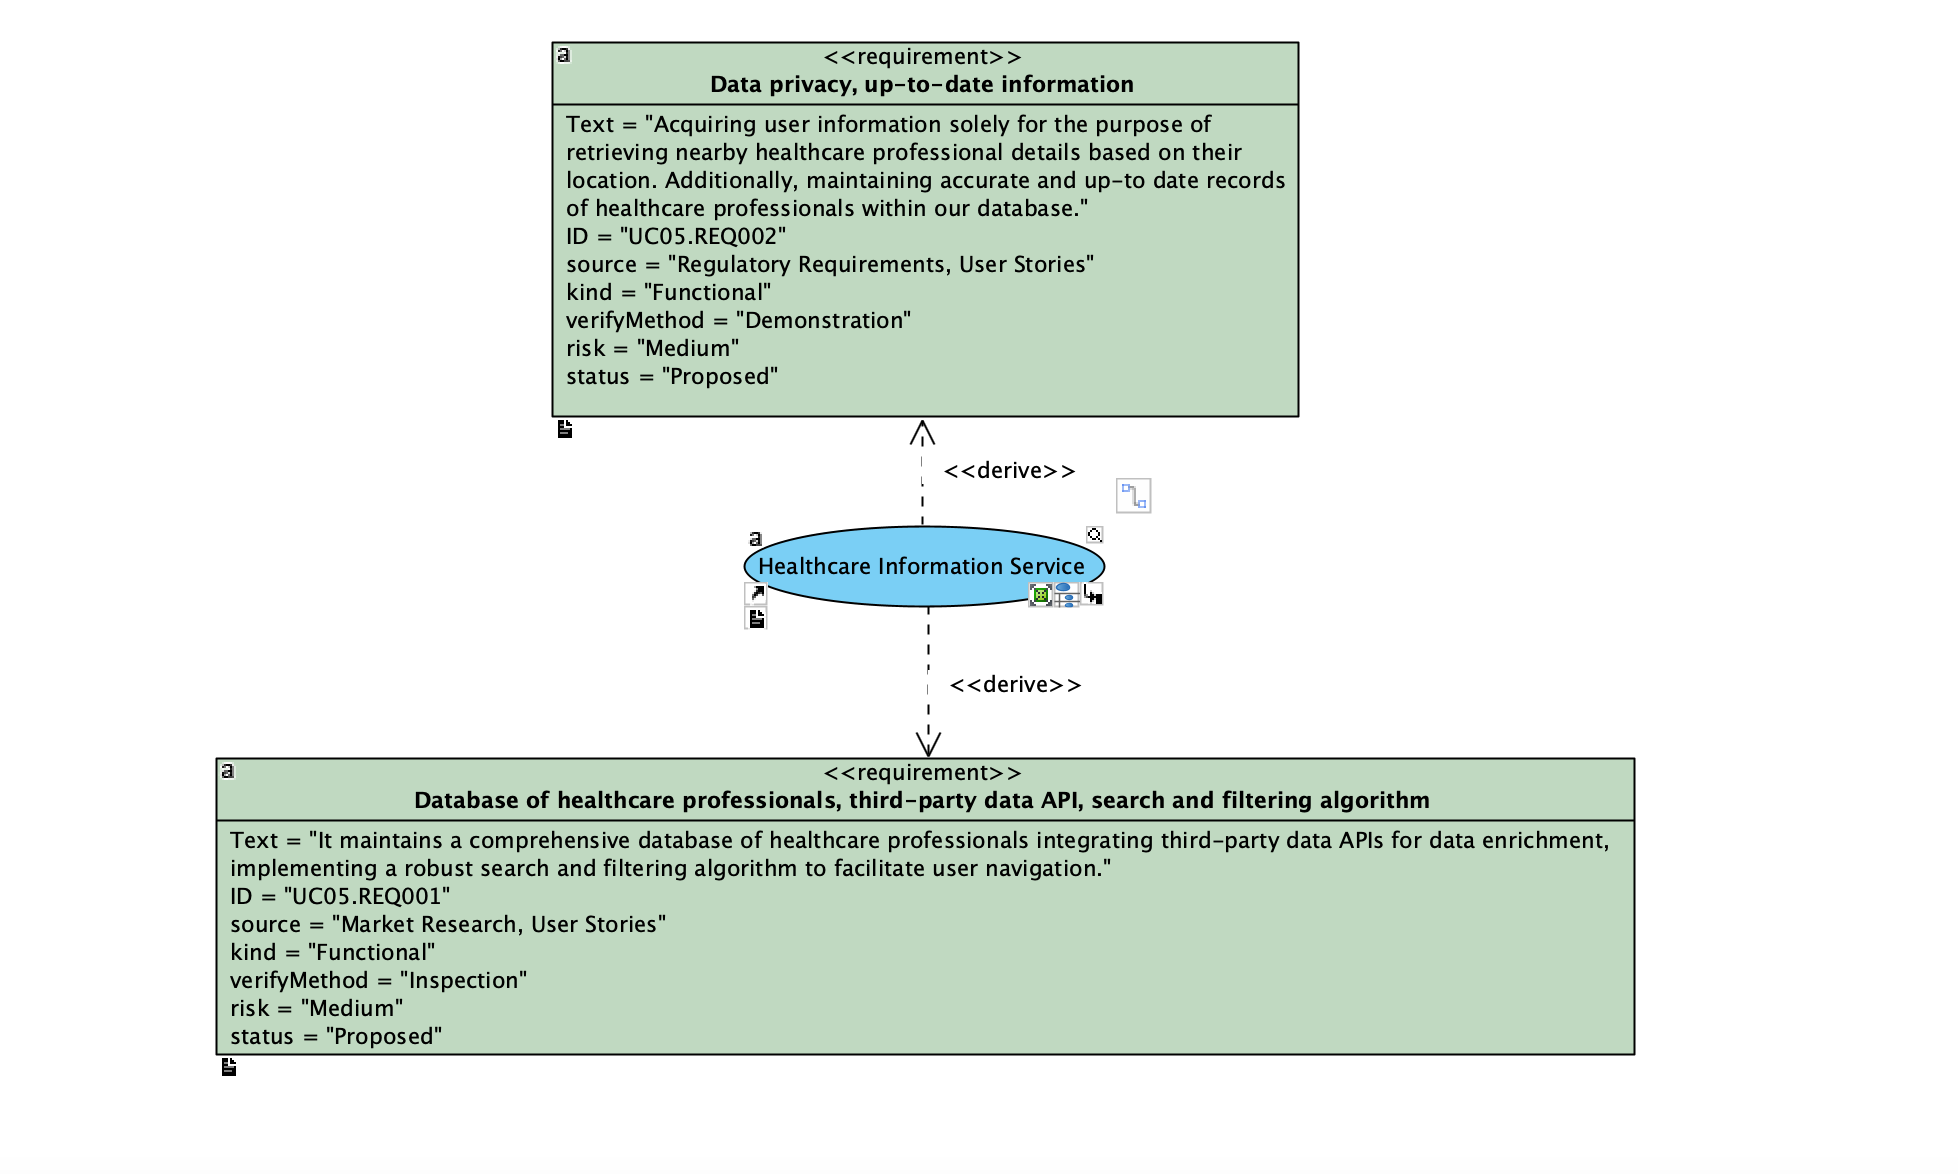 a
<<requirement>>
Data privacy, up-to-date information
Text = "Acquiring user information solely for the purpose of
retrieving nearby healthcare professional details based on their
location. Additionally, maintaining accurate and up-to date records
of healthcare professionals within our database."
ID = "UC05.REQ002"
source = "Regulatory Requirements, User Stories"
kind = "Functional"
verifyMethod = "Demonstration"
risk = "Medium"
status = "Proposed"
<<derive>>
a
Healthcare Information Service
<<derive>>
a
<<requirement>>
Database of healthcare professionals, third-party data API, search and filtering algorithm
Text = "It maintains a comprehensive database of healthcare professionals integrating third-party data APIs for data enrichment,
implementing a robust search and filtering algorithm to facilitate user navigation."
ID = "UC05.REQ001"
source = "Market Research, User Stories"
kind = "Functional"
verifyMethod = "Inspection"
risk = "Medium"
status = "Proposed"